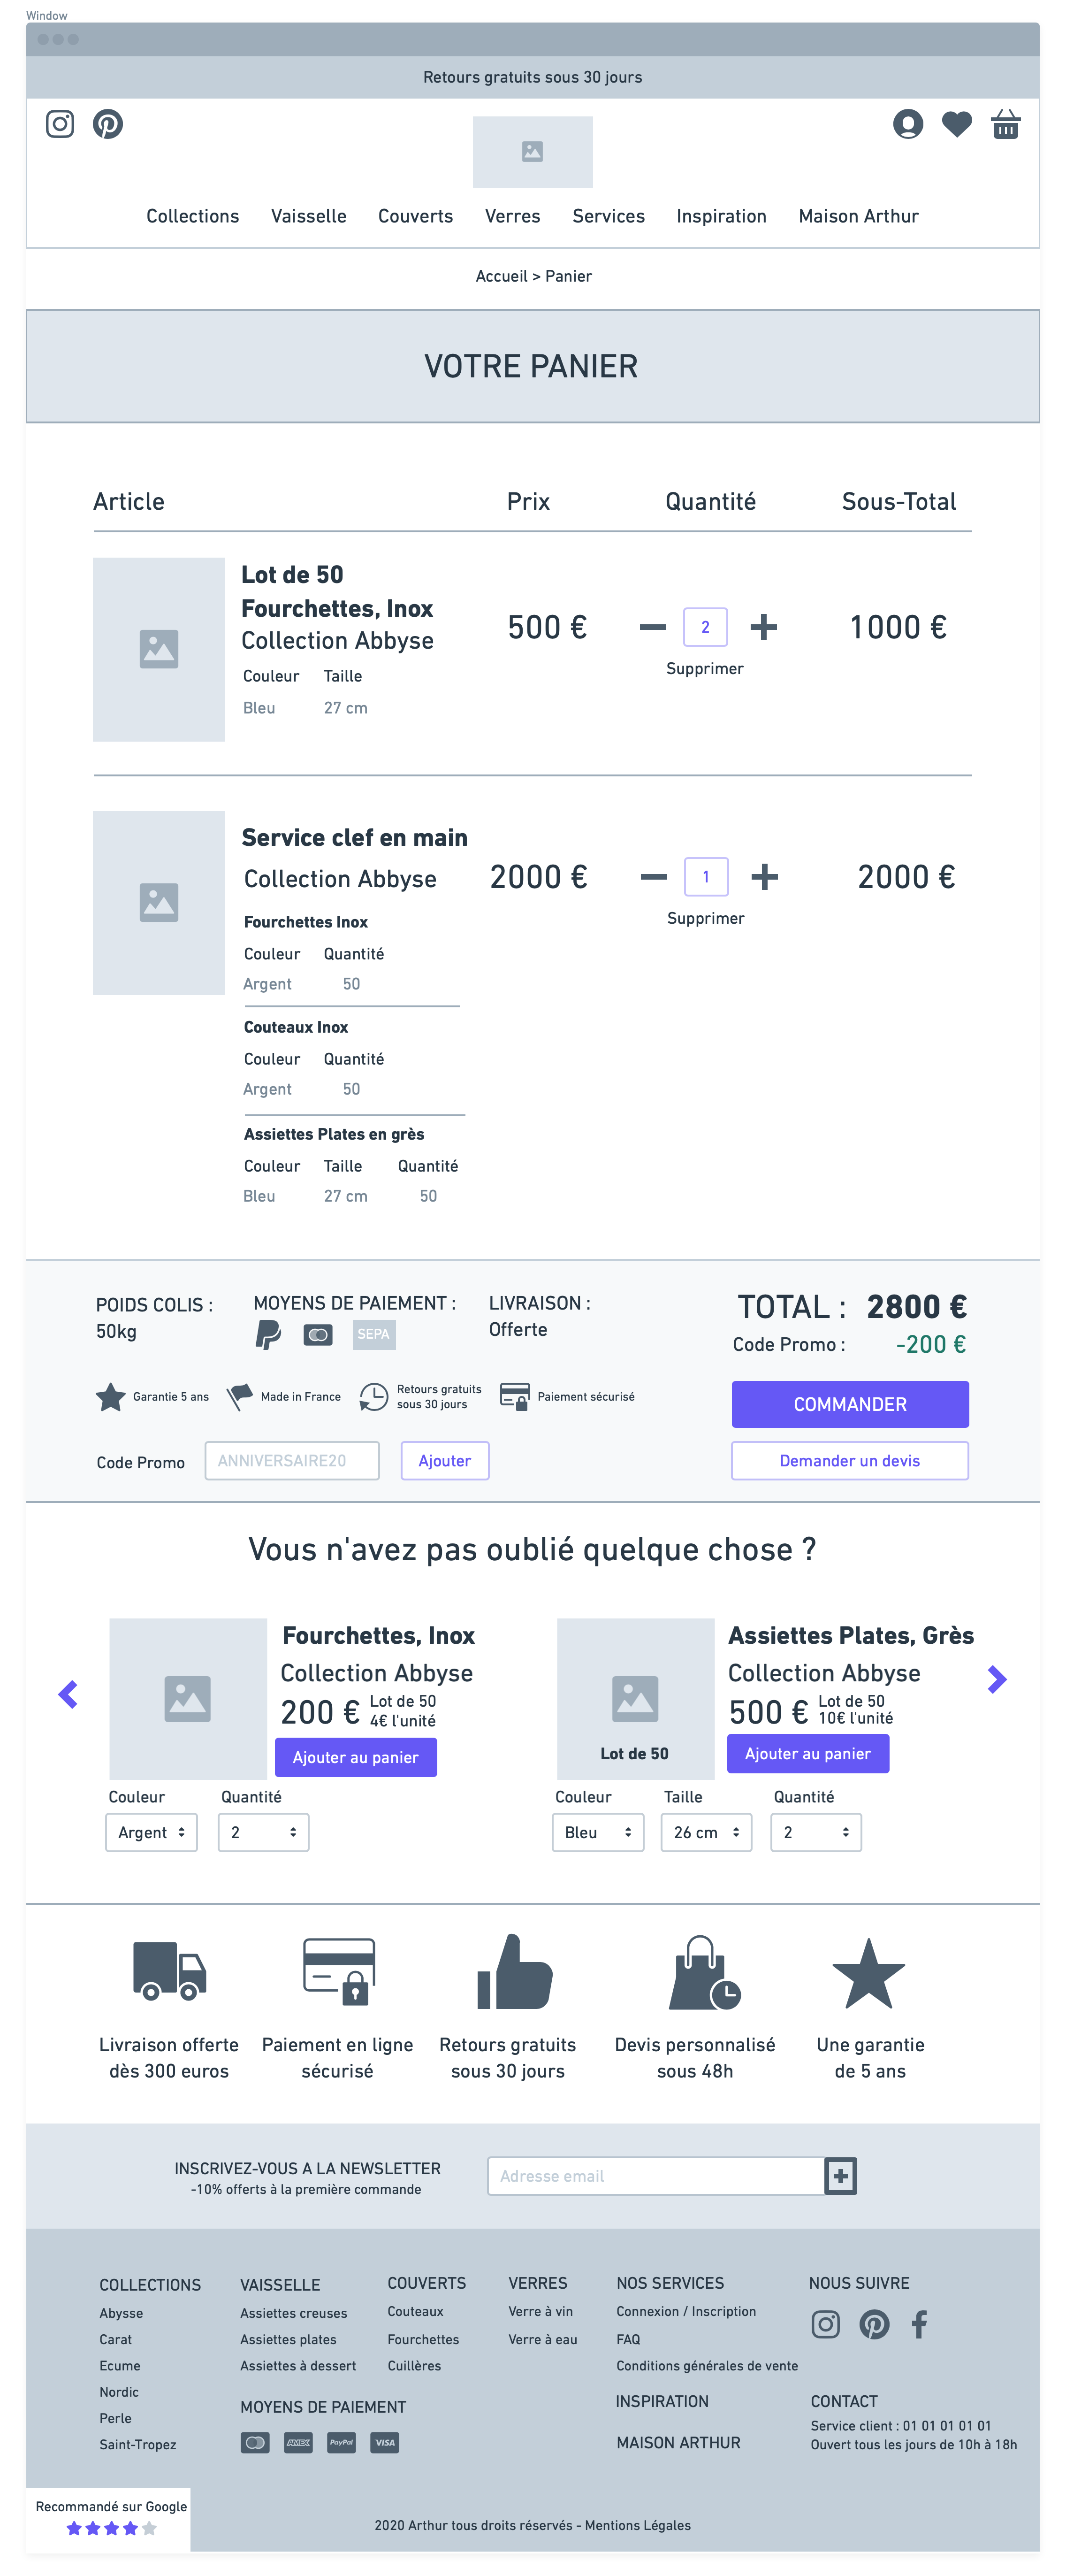 Window
Retours gratuits sous 30 jours
Collections Vaisselle Couverts Verres Services Inspiration Maison Arthur
Accueil > Panier
VOTRE PANIER
Article Prix Quantité Sous-Total
Lot de 50
Fourchettes, Inox
Collection Abbyse
Couleur Taille
Bleu 27 cm
500 € 2 1000 €
Supprimer
Service clef en main
Collection Abbyse
2000 € 1 2000 €
Supprimer
Fourchettes Inox
Couleur Quantité
Argent 50
Couteaux Inox
Couleur Quantité
Argent 50
Assiettes Plates en grès
Couleur Taille Quantité
Bleu 27 cm 50
POIDS COLIS :
50kg
MOYENS DE PAIEMENT :
SEPA
LIVRAISON :
Offerte
TOTAL : 2800 €
Code Promo : -200 €
Garantie 5 ans
Made in France
Retours gratuits
sous 30 jours
Paiement sécurisé
COMMANDER
Code Promo ANNIVERSAIRE20 Ajouter
Demander un devis
Vous n'avez pas oublié quelque chose ?
Fourchettes, Inox
Collection Abbyse
200 €
Lot de 50
4€ l'unité
Ajouter au panier
Couleur Quantité
Argent 2
Assiettes Plates, Grès
Collection Abbyse
500 €
Lot de 50
10€ l'unité
Lot de 50
Ajouter au panier
Couleur Taille Quantité
Bleu 26 cm 2
Livraison offerte
dès 300 euros
Paiement en ligne
sécurisé
Retours gratuits
sous 30 jours
Devis personnalisé
sous 48h
Une garantie
de 5 ans
INSCRIVEZ-VOUS A LA NEWSLETTER
-10% offerts à la première commande
Adresse email
COLLECTIONS
Abysse
Carat
Ecume
Nordic
Perle
Saint-Tropez
VAISSELLE
Assiettes creuses
Assiettes plates
Assiettes à dessert
MOYENS DE PAIEMENT
AMEX PayPal VISA
COUVERTS
Couteaux
Fourchettes
Cuillères
VERRES
Verre à vin
Verre à eau
NOS SERVICES
Connexion / Inscription
FAQ
Conditions générales de vente
INSPIRATION
MAISON ARTHUR
NOUS SUIVRE
CONTACT
Service client : 01 01 01 01 01
Ouvert tous les jours de 10h à 18h
Recommandé sur Google
2020 Arthur tous droits réservés - Mentions Légales